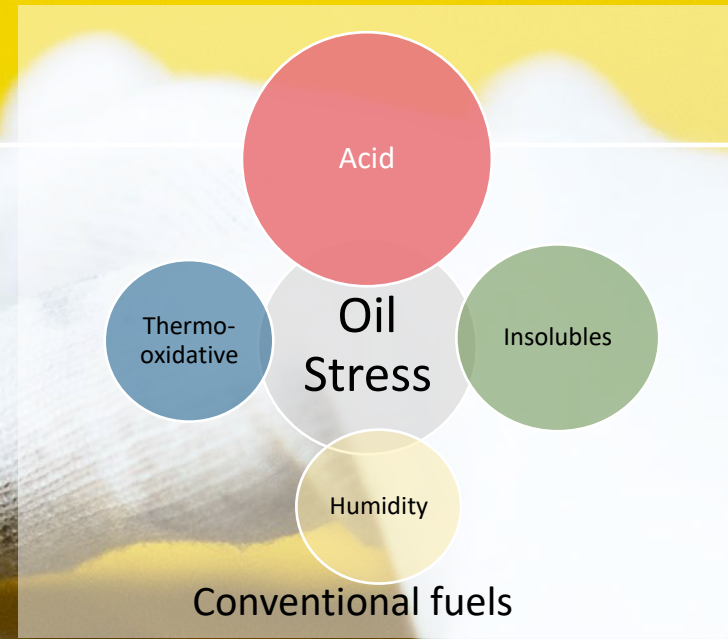 Acid
Thermo-
oxidative
Oil
Stress
Insolubles
Humidity
Conventional fuels